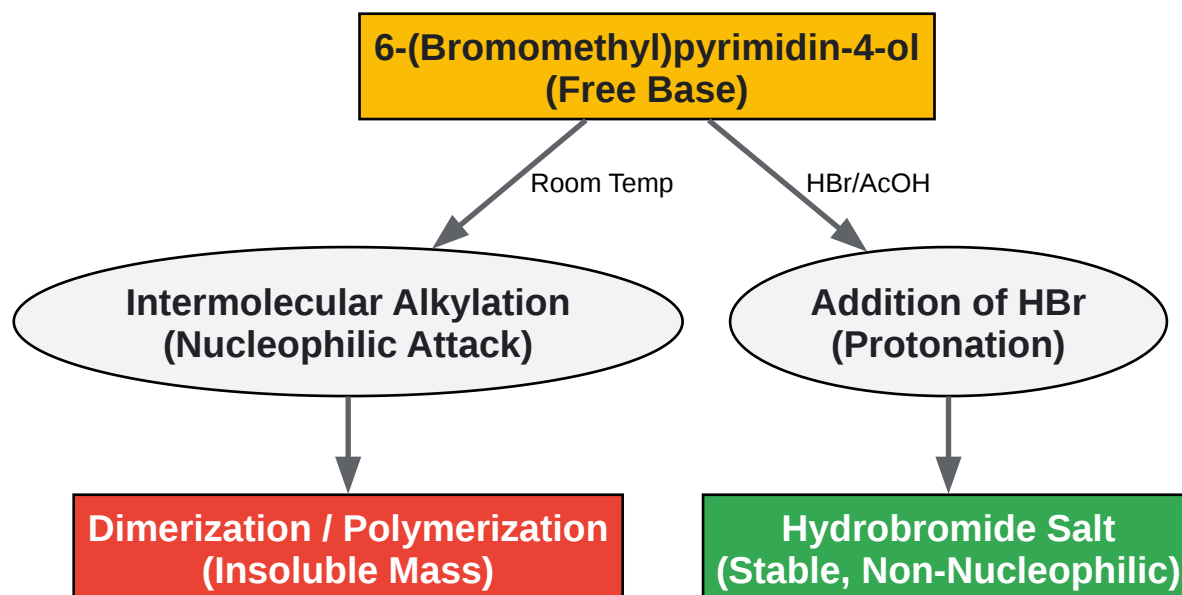 6-(Bromomethyl)pyrimidin-4-ol
(Free Base)
Room Temp
HBr/AcOH
Intermolecular Alkylation
(Nucleophilic Attack)
Addition of HBr
(Protonation)
Dimerization / Polymerization
(Insoluble Mass)
Hydrobromide Salt
(Stable, Non-Nucleophilic)